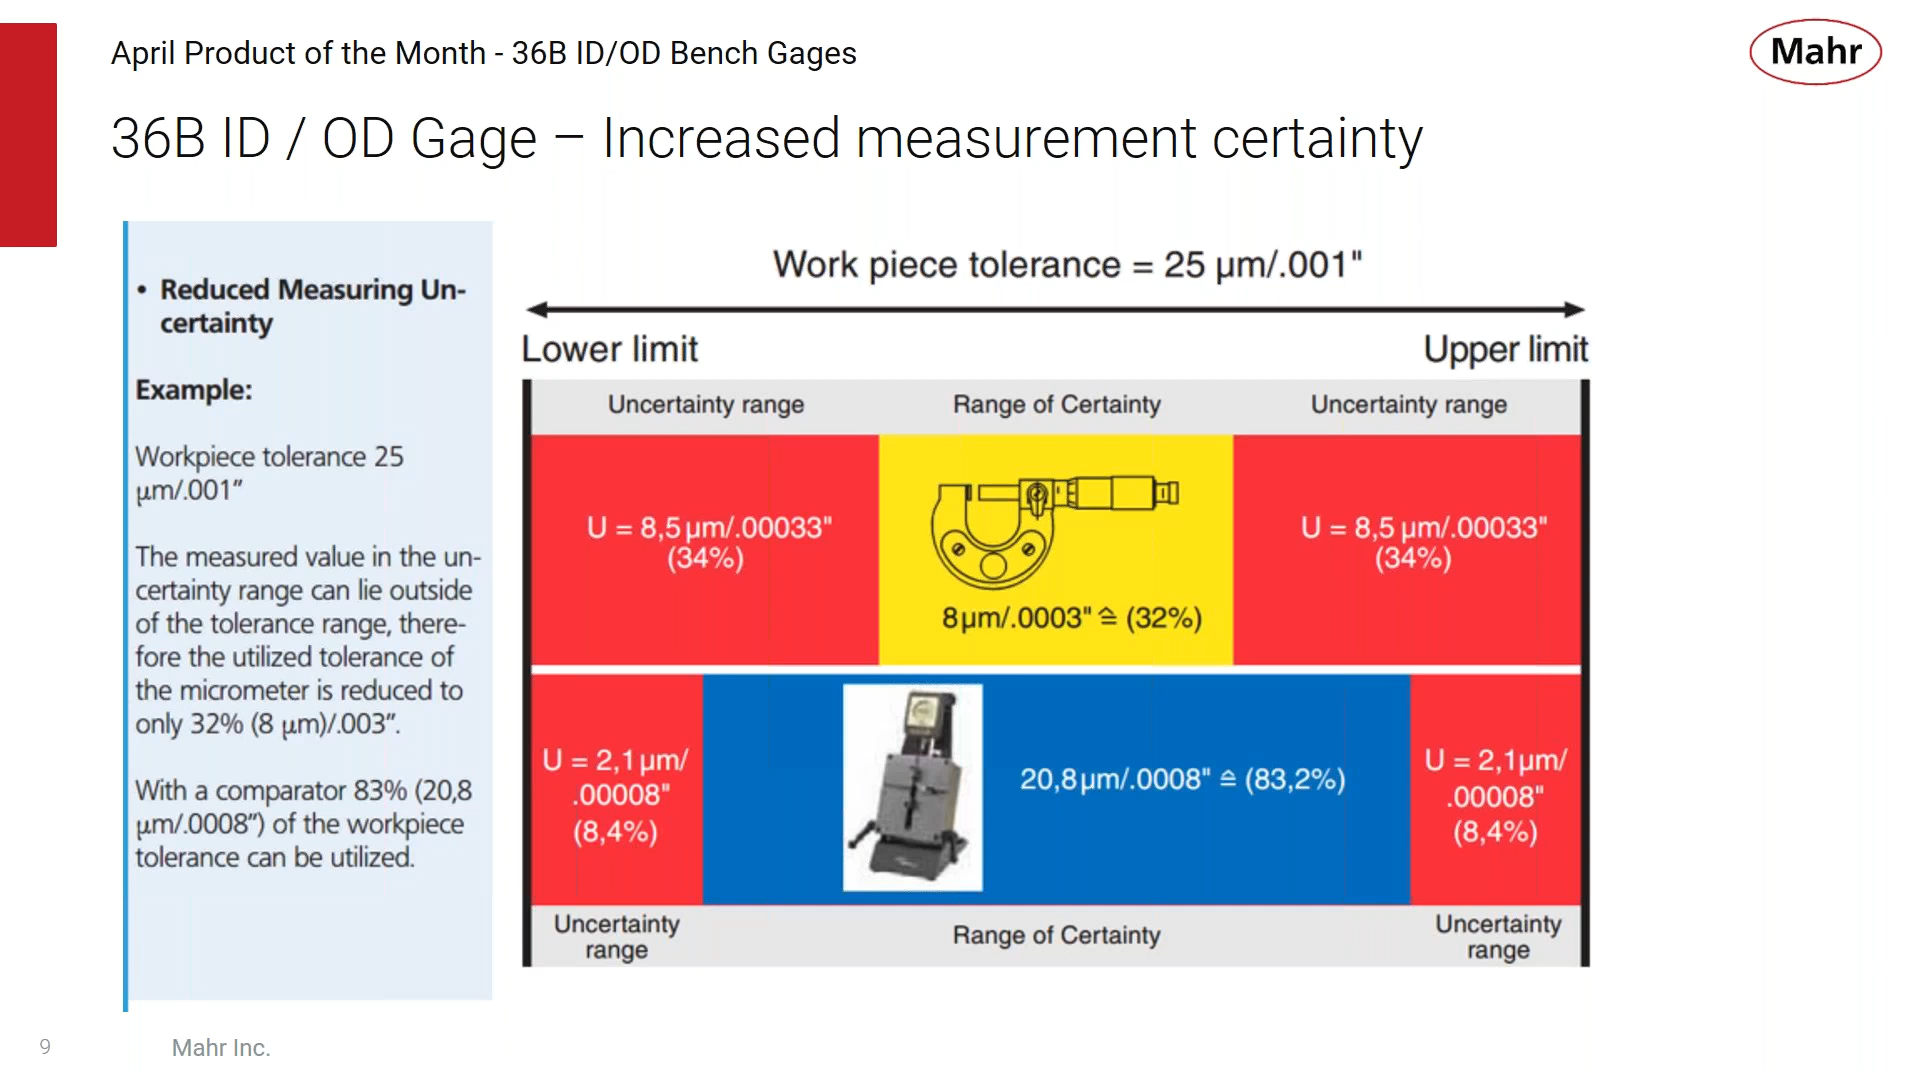 April Product of the Month - 36B ID/OD Bench Gages
Mahr
36B ID / OD Gage – Increased measurement certainty
• Reduced Measuring Un-
certainty
Example:
Workpiece tolerance 25
µm/.001”
The measured value in the un-
certainty range can lie outside
of the tolerance range, there-
fore the utilized tolerance of
the micrometer is reduced to
only 32% (8 µm)/.003”.
With a comparator 83% (20,8
µm/.0008”) of the workpiece
tolerance can be utilized.
Work piece tolerance = 25 µm/.001"
Lower limit
Upper limit
Uncertainty range
Range of Certainty
Uncertainty range
U = 8,5 µm/.00033"
(34%)
8 µm/.0003" ≙ (32%)
U = 8,5 µm/.00033"
(34%)
U = 2,1 µm/
.00008"
(8,4%)
20,8 µm/.0008" ≙ (83,2%)
U = 2,1µm/
.00008"
(8,4%)
Uncertainty
range
Range of Certainty
Uncertainty
range
9
Mahr Inc.